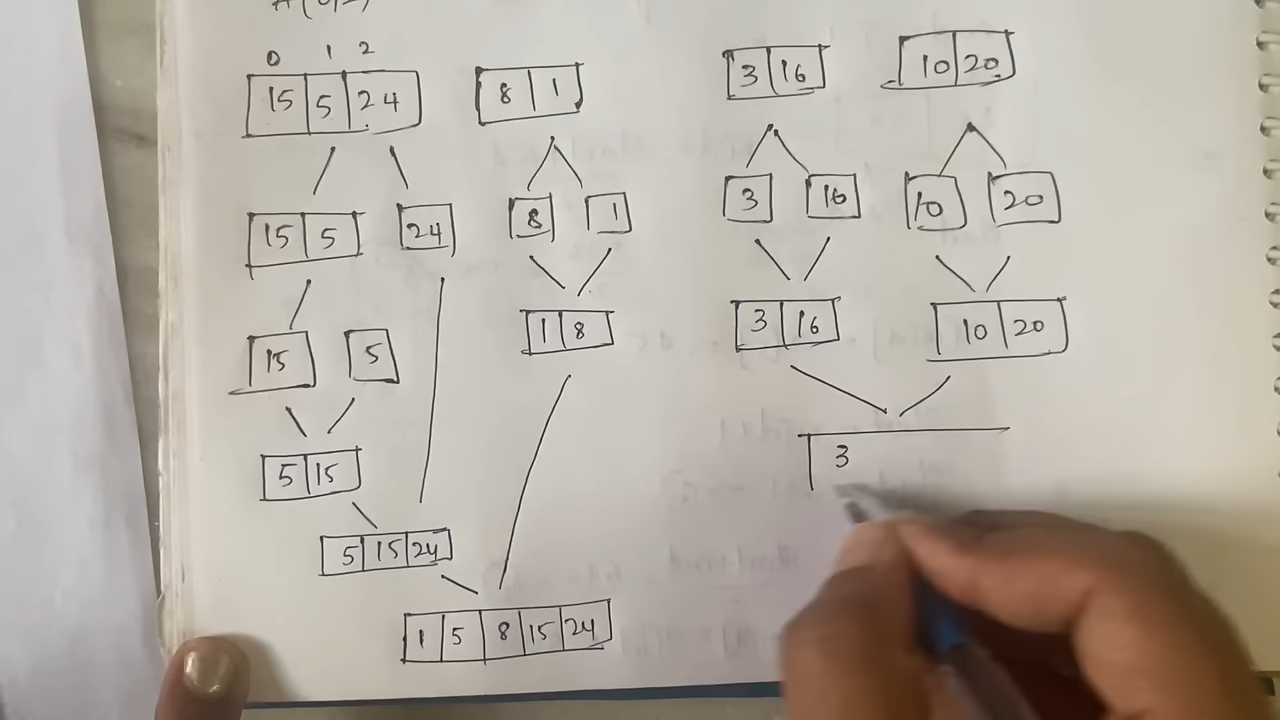 0 1 2
15 5 24 8 1 3 16 10 20
15 5 24 8 1 3 16 10 20
15 5 1 8 3 16 10 20
5 15 3
5 15 24
1 5 8 15 24